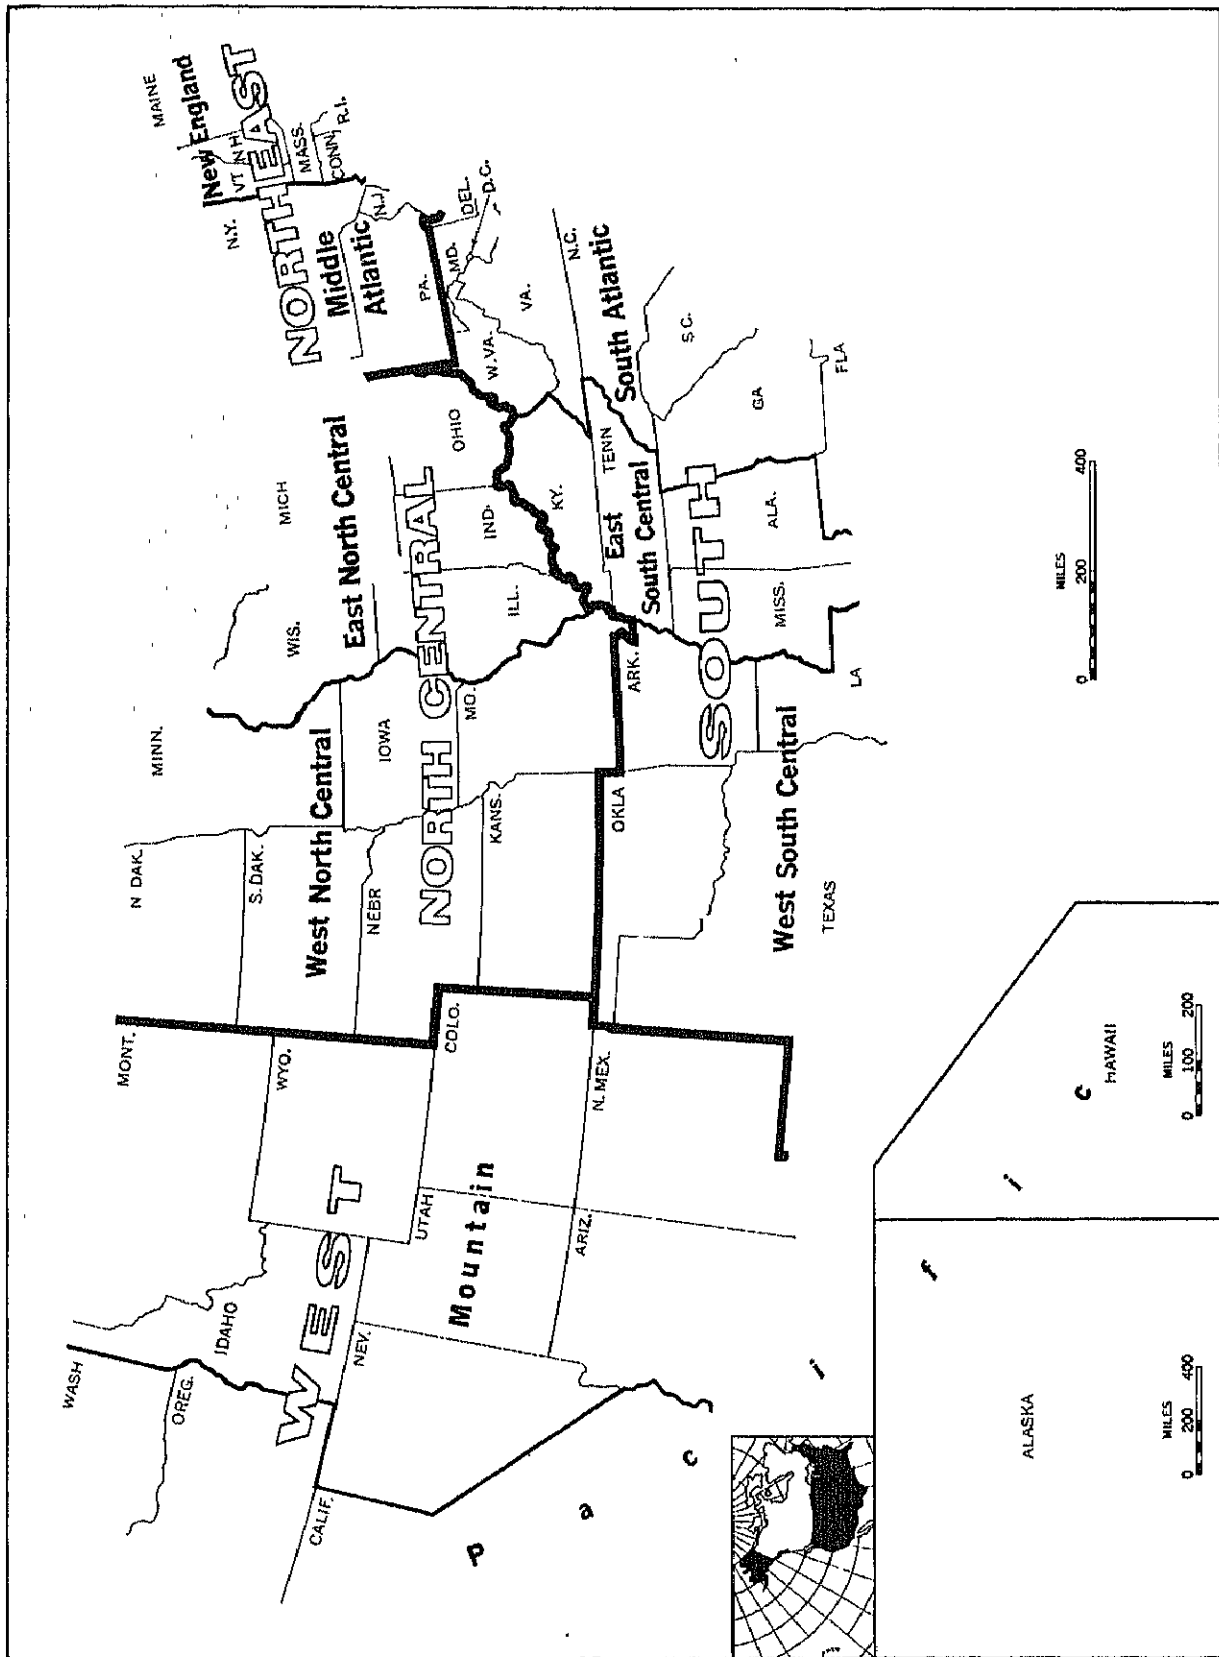 WASH
OREG.
CALIF.
IDAHO
NEV.
MONT.
WYO.
UTAH
COLO.
ARIZ.
N. MEX.
WEST
Mountain
Pacific
ALASKA
HAWAII
N DAK.
S. DAK.
NEBR
KANS.
MINN.
IOWA
MO.
West North Central
NORTH CENTRAL
East North Central
WIS.
MICH
ILL.
IND.
OHIO
NORTHEAST
New England
MAINE
VT
NH
MASS.
CONN
R.I.
Middle
Atlantic
N.Y.
N.J
PA.
SOUTH
South Atlantic
DEL.
MD.
D.C.
W.VA.
VA.
N.C.
S C.
GA
FLA
East
South Central
KY.
TENN
ALA.
MISS.
West South Central
ARK.
LA
OKLA
TEXAS
MILES
0 200 400
MILES
0 100 200
MILES
0 200 400